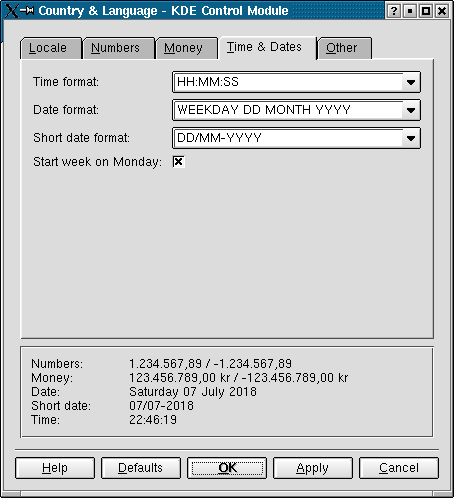 Country & Language - KDE Control Module
Locale Numbers Money Time & Dates Other
Time format: HH:MM:SS
Date format: WEEKDAY DD MONTH YYYY
Short date format: DD/MM-YYYY
Start week on Monday:
Numbers: 1.234.567,89 / -1.234.567,89
Money: 123.456.789,00 kr / -123.456.789,00 kr
Date: Saturday 07 July 2018
Short date: 07/07-2018
Time: 22:46:19
Help Defaults OK Apply Cancel